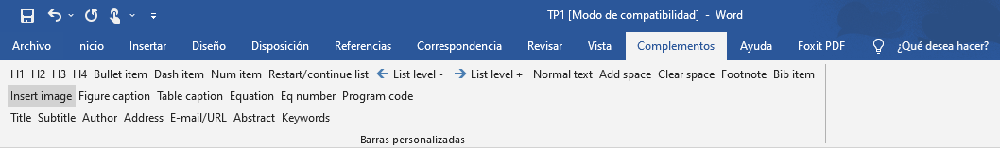 TP1 [Modo de compatibilidad] - Word
Archivo Inicio Insertar Diseño Disposición Referencias Correspondencia Revisar Vista Complementos Ayuda Foxit PDF ¿Qué desea hacer?
H1 H2 H3 H4 Bullet item Dash item Num item Restart/continue list List level - List level + Normal text Add space Clear space Footnote Bib item
Insert image Figure caption Table caption Equation Eq number Program code
Title Subtitle Author Address E-mail/URL Abstract Keywords
Barras personalizadas